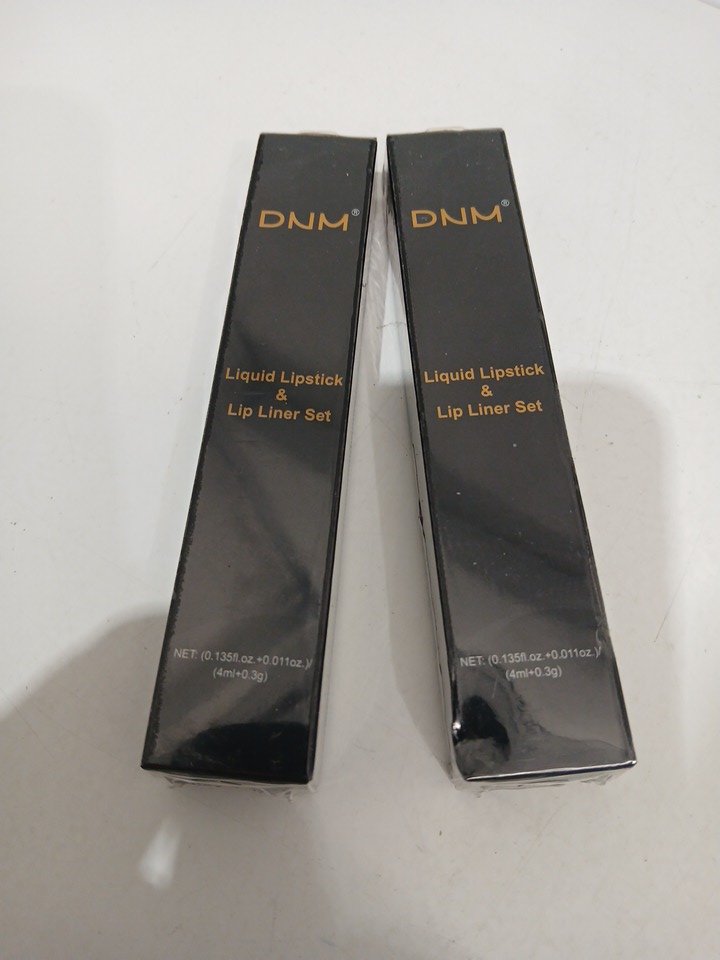 DNM®
Liquid Lipstick
&
Lip Liner Set
NET: (0.135fl.oz.+0.011oz.)/
(4ml+0.3g)
DNM®
Liquid Lipstick
&
Lip Liner Set
NET: (0.135fl.oz.+0.011oz.)/
(4ml+0.3g)